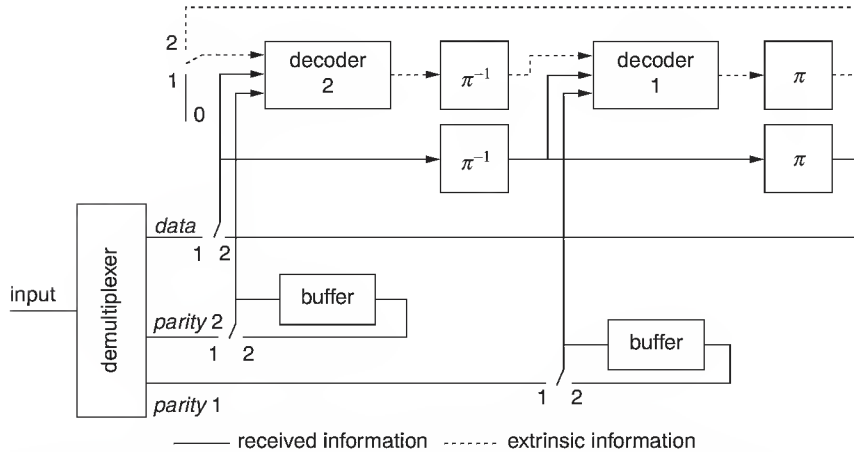 2
1
0
decoder
2
π⁻¹
decoder
1
π
π⁻¹
π
data
1 2
input
demultiplexer
buffer
parity 2
1 2
buffer
1 2
parity 1
received information
extrinsic information